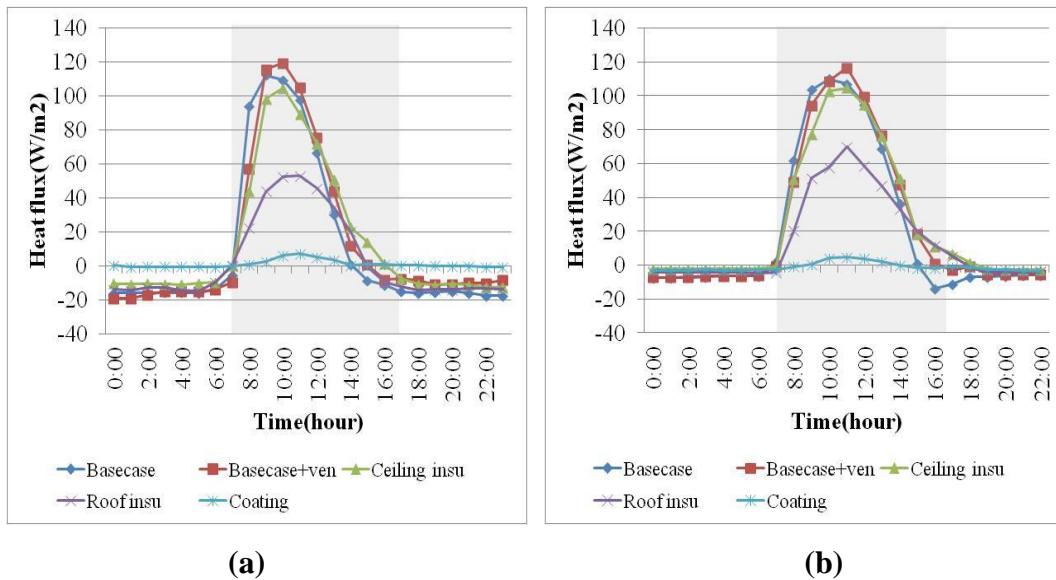 140
120
100
80
60
40
20
0
-20
-40
Heat flux(W/m2)
0:00 2:00 4:00 6:00 8:00 10:00 12:00 14:00 16:00 18:00 20:00 22:00
Time(hour)
Basecase Basecase+ven Ceiling insu
Roof insu Coating
(a)
140
120
100
80
60
40
20
0
-20
-40
Heat flux(W/m2)
0:00 2:00 4:00 6:00 8:00 10:00 12:00 14:00 16:00 18:00 20:00 22:00
Time(hour)
Basecase Basecase+ven Ceiling insu
Roof insu Coating
(b)